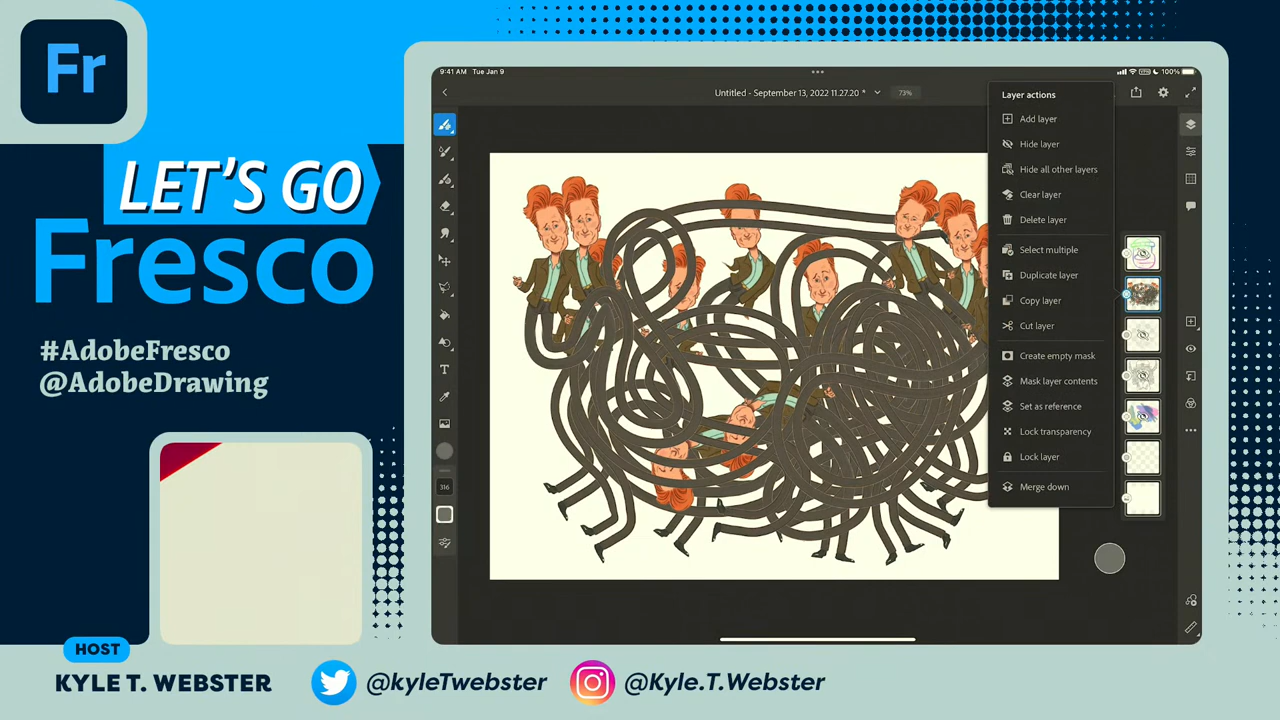 Fr
LET'S GO
Fresco
#AdobeFresco
@AdobeDrawing
HOST
KYLE T. WEBSTER
@kyleTwebster
@Kyle.T.Webster
9:41 AM Tue Jan 9
100%
Untitled - September 13, 2022 11.27.20 *
73%
T
316
Layer actions
Add layer
Hide layer
Hide all other layers
Clear layer
Delete layer
Select multiple
Duplicate layer
Copy layer
Cut layer
Create empty mask
Mask layer contents
Set as reference
Lock transparency
Lock layer
Merge down